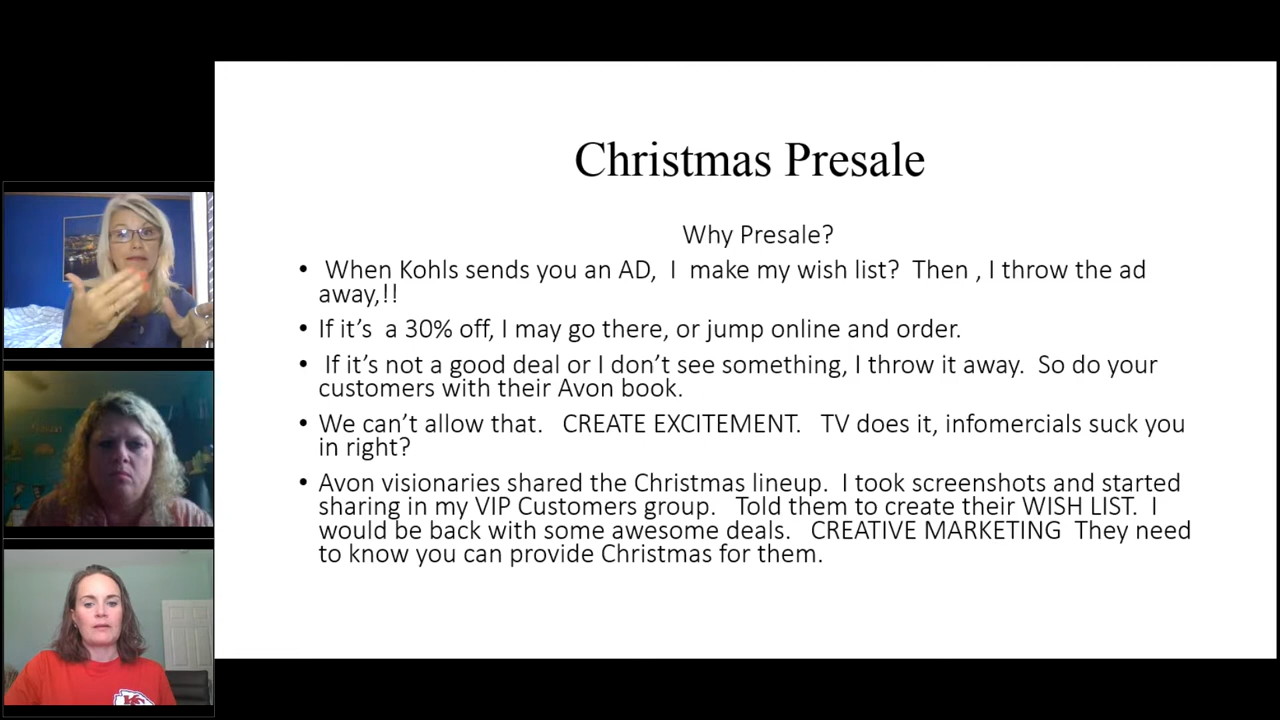 Christmas Presale
Why Presale?
• When Kohls sends you an AD, I make my wish list? Then , I throw the ad
away,!!
• If it’s a 30% off, I may go there, or jump online and order.
• If it’s not a good deal or I don’t see something, I throw it away. So do your
customers with their Avon book.
• We can’t allow that. CREATE EXCITEMENT. TV does it, infomercials suck you
in right?
• Avon visionaries shared the Christmas lineup. I took screenshots and started
sharing in my VIP Customers group. Told them to create their WISH LIST. I
would be back with some awesome deals. CREATIVE MARKETING They need
to know you can provide Christmas for them.
KC